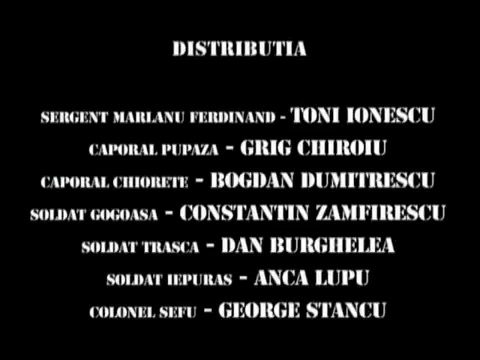 DISTRIBUTIA
SERGENT MARLANU FERDINAND - TONI IONESCU
CAPORAL PUPAZA - GRIG CHIROIU
CAPORAL CHIORETE - BOGDAN DUMITRESCU
SOLDAT GOGOASA - CONSTANTIN ZAMFIRESCU
SOLDAT TRASCA - DAN BURGHELEA
SOLDAT IEPURAS - ANCA LUPU
COLONEL SEFU - GEORGE STANCU